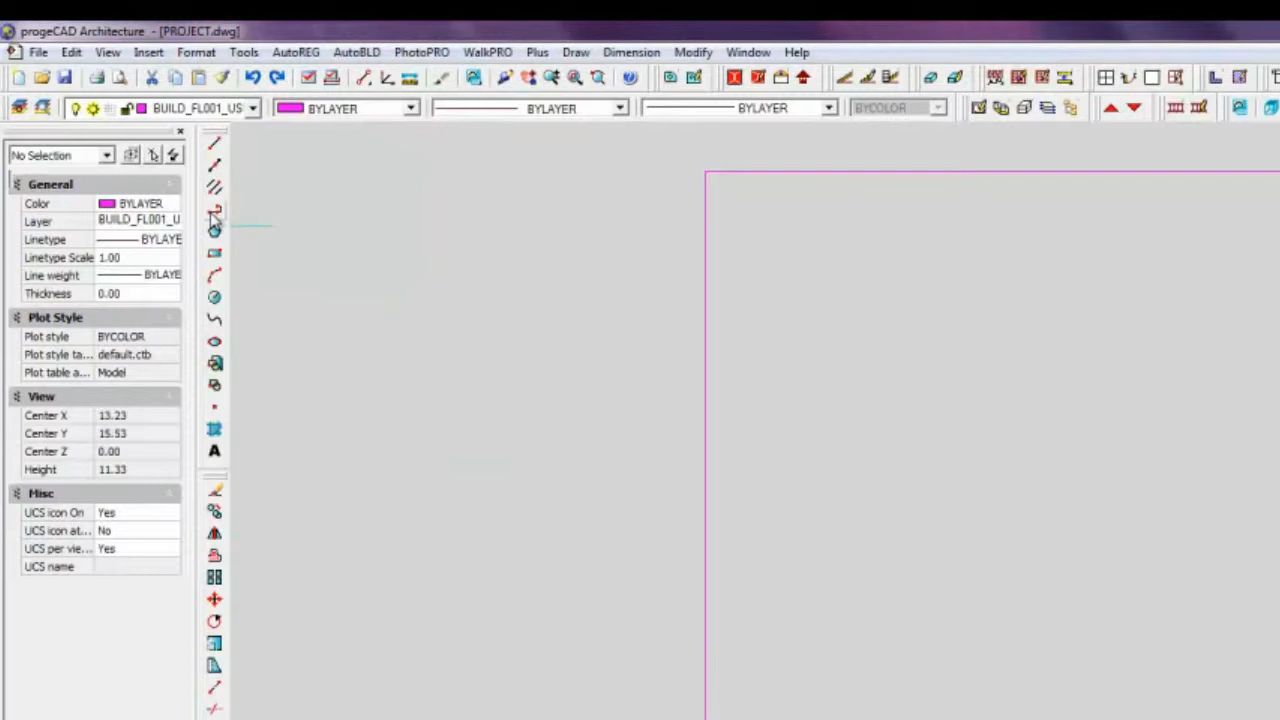 progeCAD Architecture - [PROJECT.dwg]
File Edit View Insert Format Tools AutoREG AutoBLD PhotoPRO WalkPRO Plus Draw Dimension Modify Window Help
BUILD_FL001_US BYLAYER BYLAYER BYLAYER BYCOLOR
No Selection
General
Color BYLAYER
Layer BUILD_FL001_U
Linetype BYLAYE
Linetype Scale 1.00
Line weight BYLAYE
Thickness 0.00
Plot Style
Plot style BYCOLOR
Plot style ta... default.ctb
Plot table a... Model
View
Center X 13.23
Center Y 15.53
Center Z 0.00
Height 11.33
Misc
UCS icon On Yes
UCS icon at... No
UCS per vie... Yes
UCS name
A